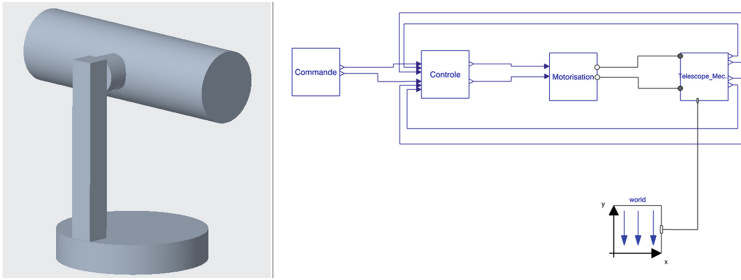 Commande
Controle
Motorisation
Telescope_Mec...
world
y
x